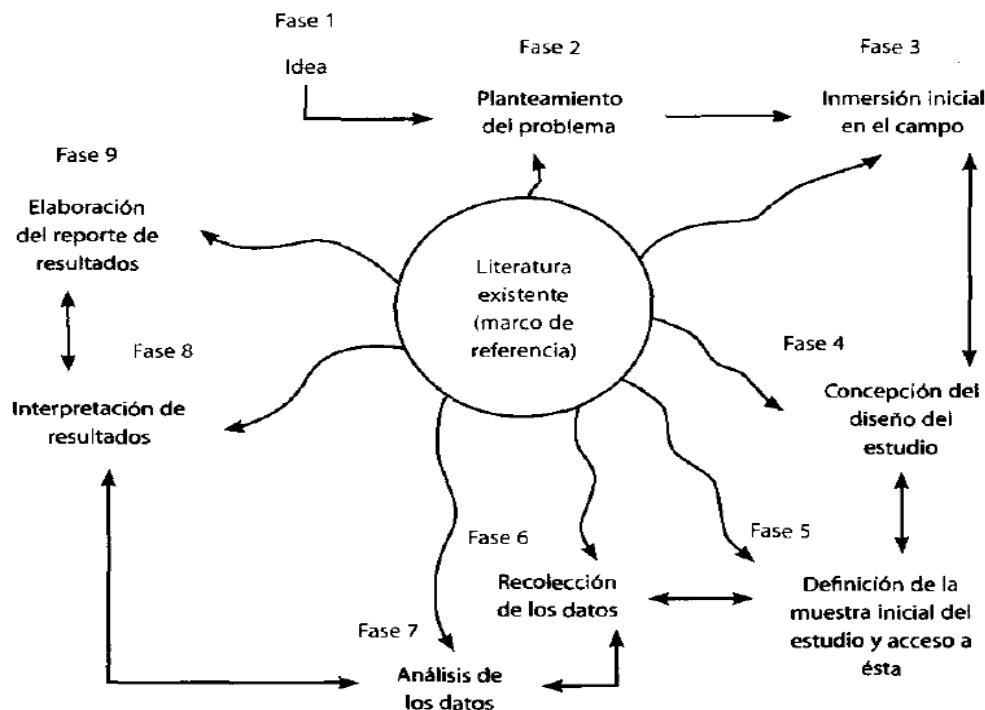 Fase 1
Idea
Fase 2
Planteamiento
del problema
Fase 3
Inmersión inicial
en el campo
Fase 9
Elaboración
del reporte de
resultados
Literatura
existente
(marco de
referencia)
Fase 4
Concepción del
diseño del
estudio
Fase 8
Interpretación de
resultados
Fase 5
Definición de la
muestra inicial del
estudio y acceso a
ésta
Fase 6
Recolección
de los datos
Fase 7
Análisis de
los datos